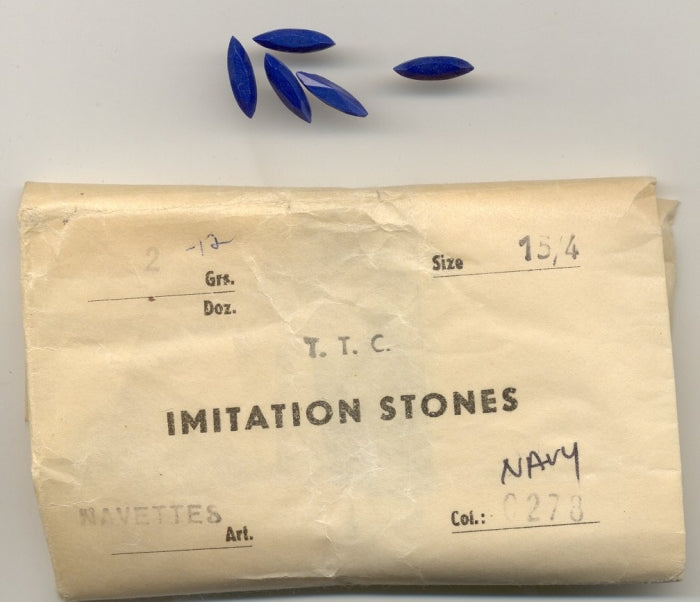 2 -12 Grs.
Size 15/4
Doz.
T. T. C.
IMITATION STONES
NAVY
NAVETTES Art.
Col.: 0278